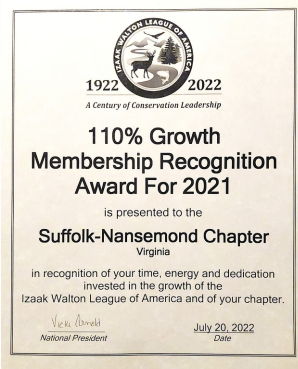 IZAAK WALTON LEAGUE OF AMERICA
1922 2022
A Century of Conservation Leadership
110% Growth
Membership Recognition
Award For 2021
is presented to the
Suffolk-Nansemond Chapter
Virginia
in recognition of your time, energy and dedication
invested in the growth of the
Izaak Walton League of America and of your chapter.
Vicki July 20, 2022
National President Date